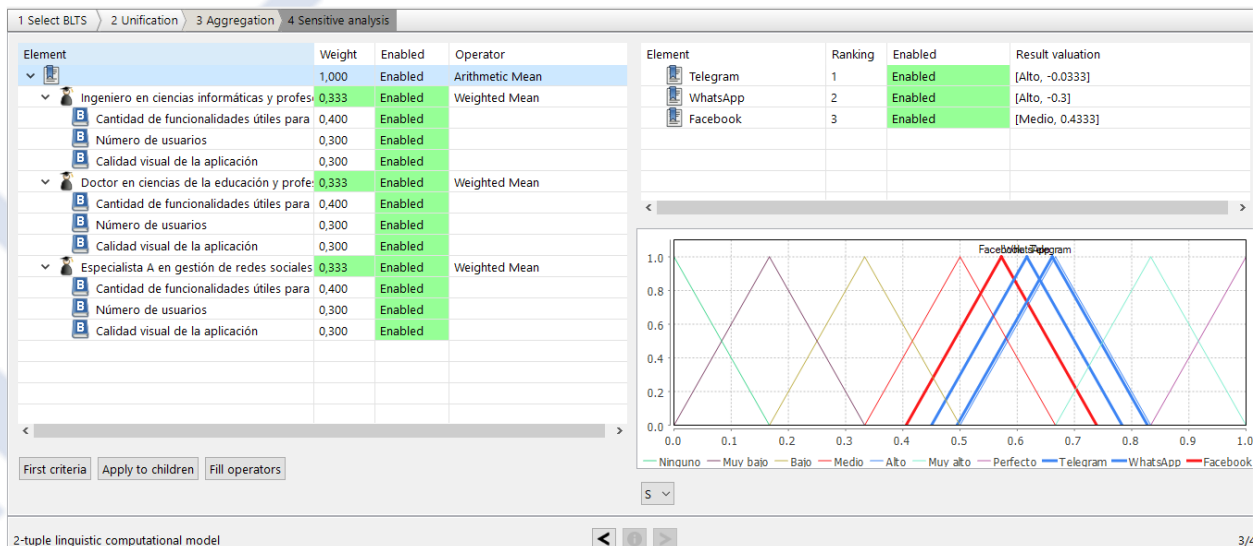 1 Select BLTS 2 Unification 3 Aggregation 4 Sensitive analysis
Element Weight Enabled Operator
1,000 Enabled Arithmetic Mean
Ingeniero en ciencias informáticas y profes 0,333 Enabled Weighted Mean
B Cantidad de funcionalidades útiles para 0,400 Enabled
B Número de usuarios 0,300 Enabled
B Calidad visual de la aplicación 0,300 Enabled
Doctor en ciencias de la educación y profe 0,333 Enabled Weighted Mean
B Cantidad de funcionalidades útiles para 0,400 Enabled
B Número de usuarios 0,300 Enabled
B Calidad visual de la aplicación 0,300 Enabled
Especialista A en gestión de redes sociales 0,333 Enabled Weighted Mean
B Cantidad de funcionalidades útiles para 0,400 Enabled
B Número de usuarios 0,300 Enabled
B Calidad visual de la aplicación 0,300 Enabled
First criteria Apply to children Fill operators
Element Ranking Enabled Result valuation
Telegram 1 Enabled [Alto, -0.0333]
WhatsApp 2 Enabled [Alto, -0.3]
Facebook 3 Enabled [Medio, 0.4333]
Facebook WhatsApp Telegram
1.0
0.8
0.6
0.4
0.2
0.0
0.0 0.1 0.2 0.3 0.4 0.5 0.6 0.7 0.8 0.9 1.0
Ninguno Muy bajo Bajo Medio Alto Muy alto Perfecto Telegram WhatsApp Facebook
S
2-tuple linguistic computational model 3/4